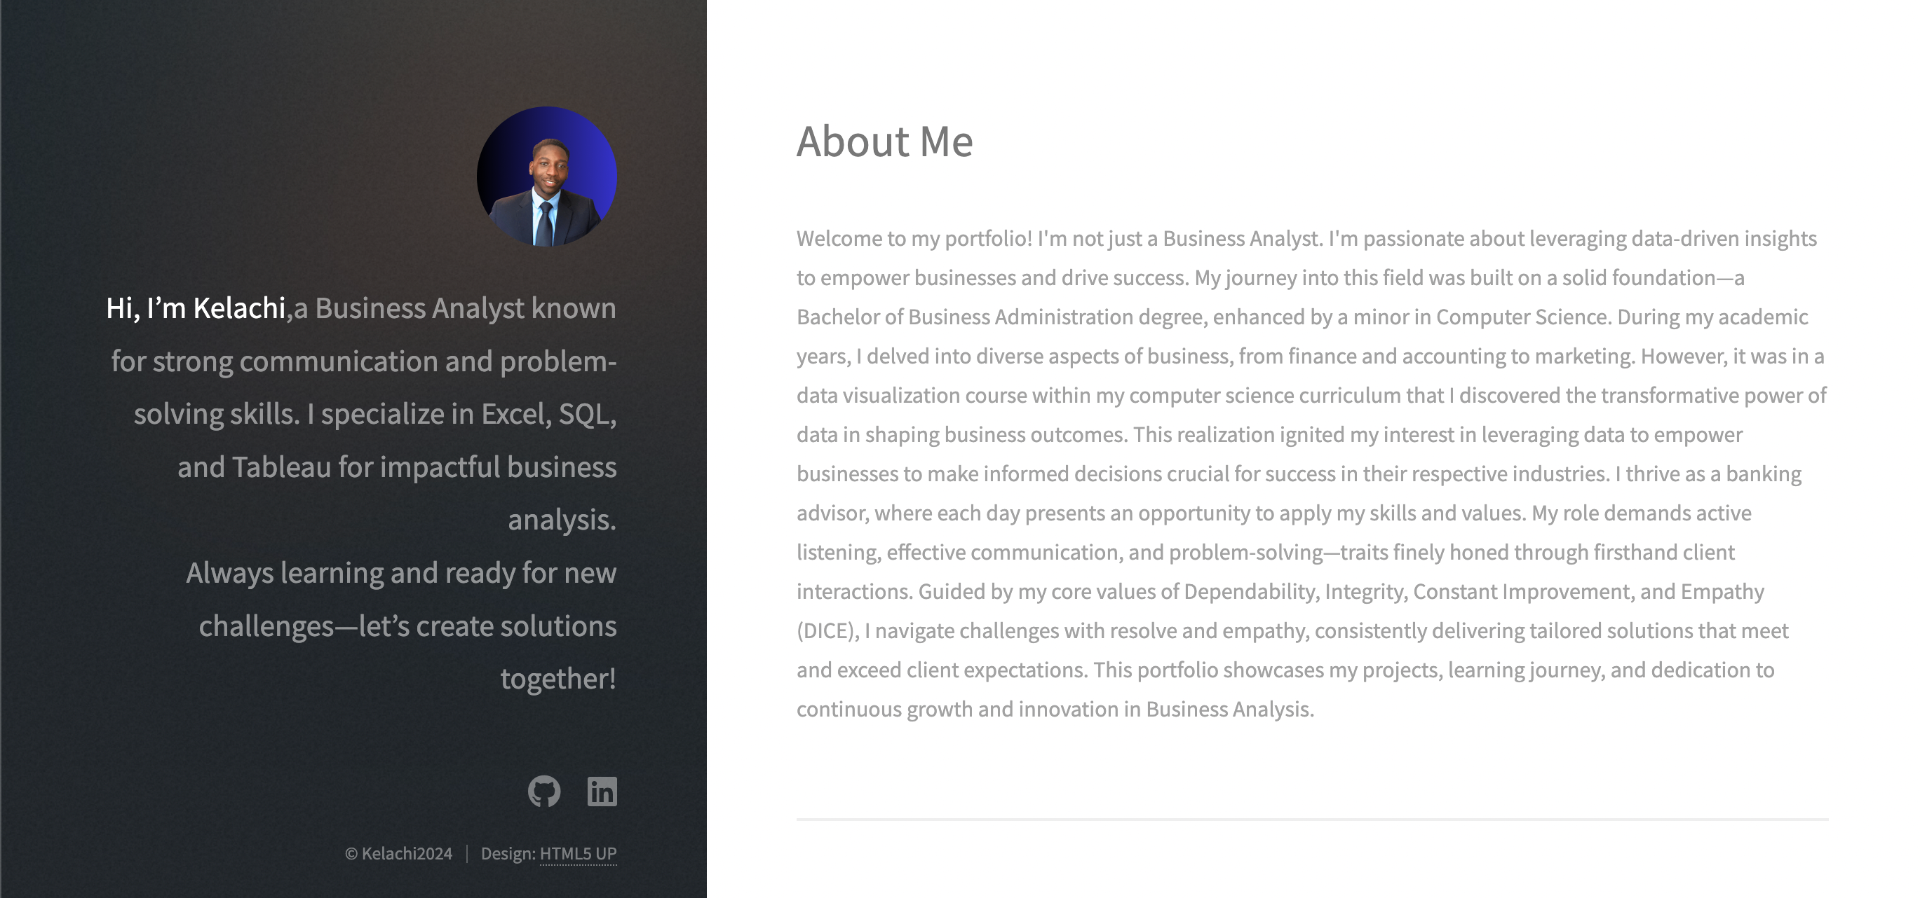 Hi, I’m Kelachi,a Business Analyst known
for strong communication and problem-
solving skills. I specialize in Excel, SQL,
and Tableau for impactful business
analysis.
Always learning and ready for new
challenges—let’s create solutions
together!
in
© Kelachi2024 | Design: HTML5 UP
About Me
Welcome to my portfolio! I'm not just a Business Analyst. I'm passionate about leveraging data-driven insights
to empower businesses and drive success. My journey into this field was built on a solid foundation—a
Bachelor of Business Administration degree, enhanced by a minor in Computer Science. During my academic
years, I delved into diverse aspects of business, from finance and accounting to marketing. However, it was in a
data visualization course within my computer science curriculum that I discovered the transformative power of
data in shaping business outcomes. This realization ignited my interest in leveraging data to empower
businesses to make informed decisions crucial for success in their respective industries. I thrive as a banking
advisor, where each day presents an opportunity to apply my skills and values. My role demands active
listening, effective communication, and problem-solving—traits finely honed through firsthand client
interactions. Guided by my core values of Dependability, Integrity, Constant Improvement, and Empathy
(DICE), I navigate challenges with resolve and empathy, consistently delivering tailored solutions that meet
and exceed client expectations. This portfolio showcases my projects, learning journey, and dedication to
continuous growth and innovation in Business Analysis.